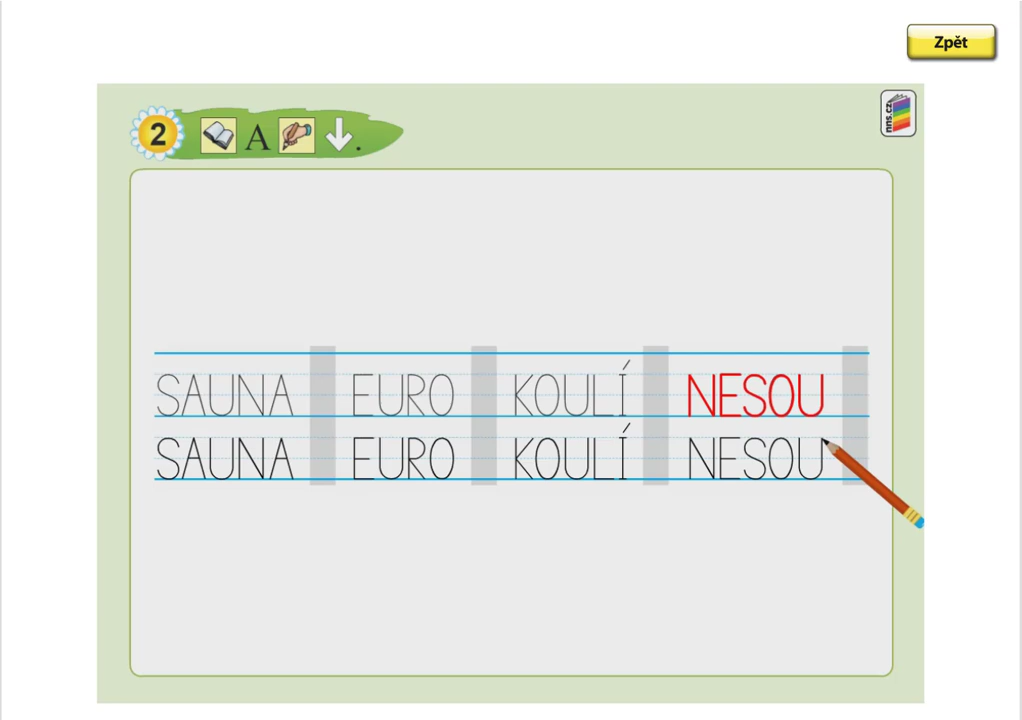 Zpět
nns.cz
2 A .
SAUNA EURO KOULÍ NESOU
SAUNA EURO KOULÍ NESOU